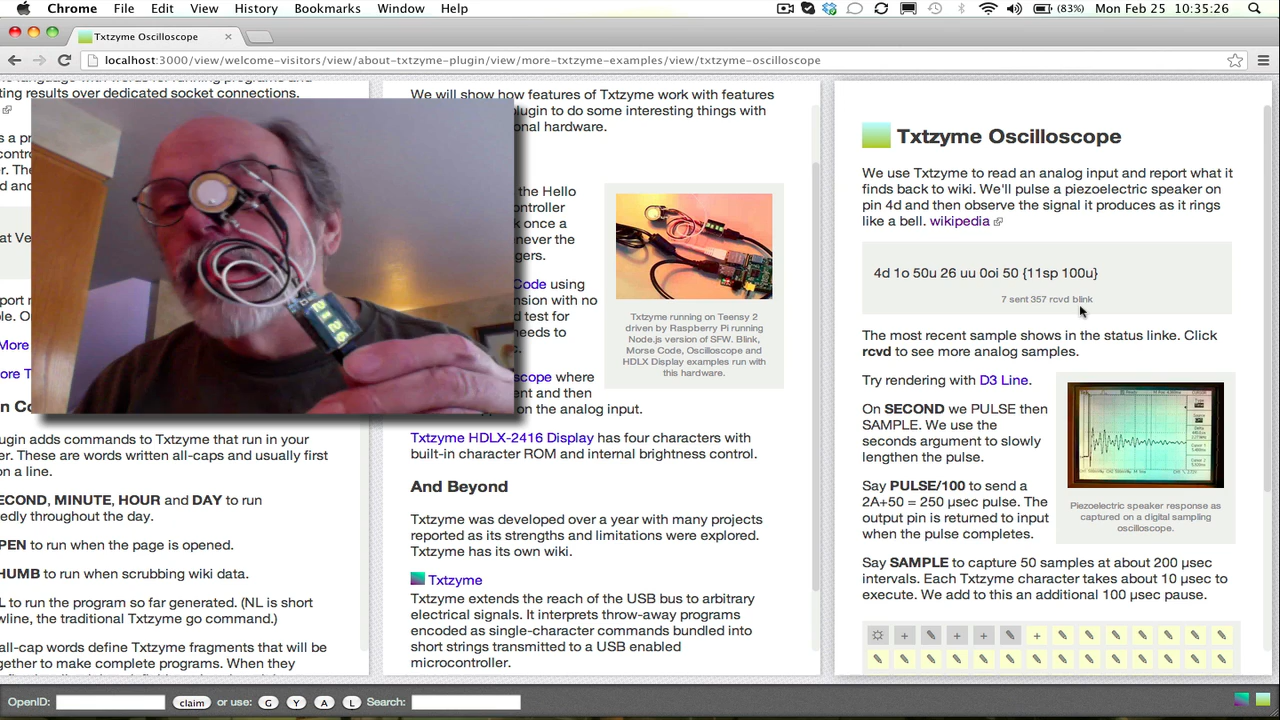 Chrome File Edit View History Bookmarks Window Help (83%) Mon Feb 25 10:35:26
Txtzyme Oscilloscope
localhost:3000/view/welcome-visitors/view/about-txtzyme-plugin/view/more-txtzyme-examples/view/txtzyme-oscilloscope
ting results over dedicated socket connections.
at Ve
More
lugin adds commands to Txtzyme that run in your
er. These are words written all-caps and usually first
on a line.
ECOND, MINUTE, HOUR and DAY to run
edly throughout the day.
PEN to run when the page is opened.
HUMB to run when scrubbing wiki data.
L to run the program so far generated. (NL is short
wline, the traditional Txtzyme go command.)
all-cap words define Txtzyme fragments that will be
gether to make complete programs. When they
We will show how features of Txtzyme work with features
plugin to do some interesting things with
onal hardware.
the Hello
ontroller
k once a
never the
gers.
Code using
ension with no
d test for
needs to
scope where
ent and then
on the analog input.
Txtzyme running on Teensy 2
driven by Raspberry Pi running
Node.js version of SFW. Blink,
Morse Code, Oscilloscope and
HDLX Display examples run with
this hardware.
Txtzyme HDLX-2416 Display has four characters with
built-in character ROM and internal brightness control.
And Beyond
Txtzyme was developed over a year with many projects
reported as its strengths and limitations were explored.
Txtzyme has its own wiki.
Txtzyme
Txtzyme extends the reach of the USB bus to arbitrary
electrical signals. It interprets throw-away programs
encoded as single-character commands bundled into
short strings transmitted to a USB enabled
microcontroller.
Txtzyme Oscilloscope
We use Txtzyme to read an analog input and report what it
finds back to wiki. We'll pulse a piezoelectric speaker on
pin 4d and then observe the signal it produces as it rings
like a bell. wikipedia
4d 1o 50u 26 uu 0oi 50 {11sp 100u}
7 sent 357 rcvd blink
The most recent sample shows in the status linke. Click
rcvd to see more analog samples.
Try rendering with D3 Line.
On SECOND we PULSE then
SAMPLE. We use the
seconds argument to slowly
lengthen the pulse.
Say PULSE/100 to send a
2A+50 = 250 µsec pulse. The
output pin is returned to input
when the pulse completes.
Piezoelectric speaker response as
captured on a digital sampling
oscilloscope.
Say SAMPLE to capture 50 samples at about 200 µsec
intervals. Each Txtzyme character takes about 10 µsec to
execute. We add to this an additional 100 µsec pause.
OpenID: claim or use: G Y A L Search: